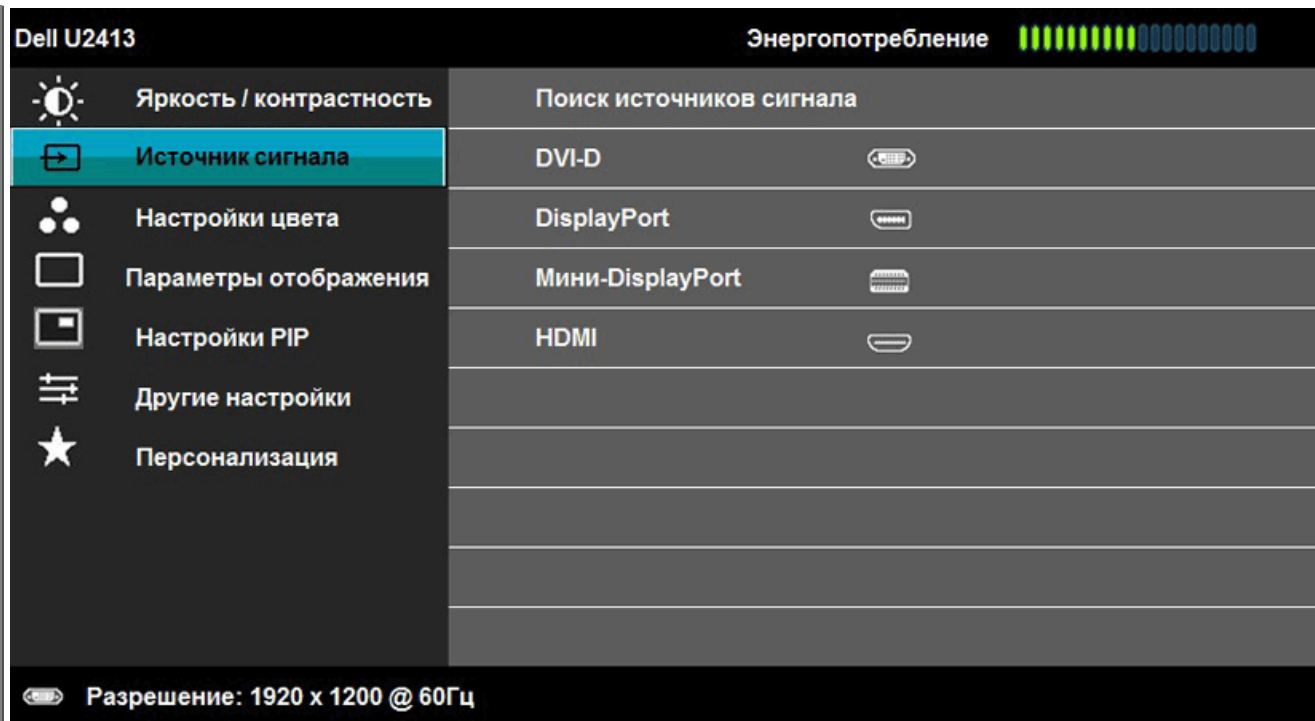 Dell U2413 Энергопотребление
Яркость / контрастность Поиск источников сигнала
Источник сигнала DVI-D
Настройки цвета DisplayPort
Параметры отображения Мини-DisplayPort
Настройки PIP HDMI
Другие настройки
Персонализация
Разрешение: 1920 x 1200 @ 60Гц